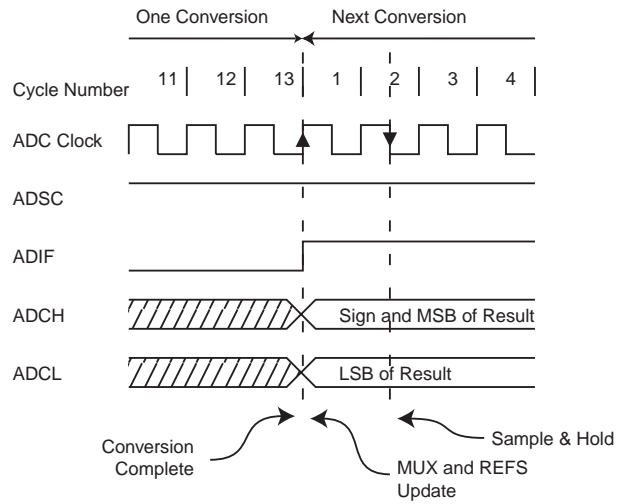 One Conversion Next Conversion
Cycle Number 11 12 13 1 2 3 4
ADC Clock
ADSC
ADIF
ADCH Sign and MSB of Result
ADCL LSB of Result
Conversion
Complete
MUX and REFS
Update
Sample & Hold